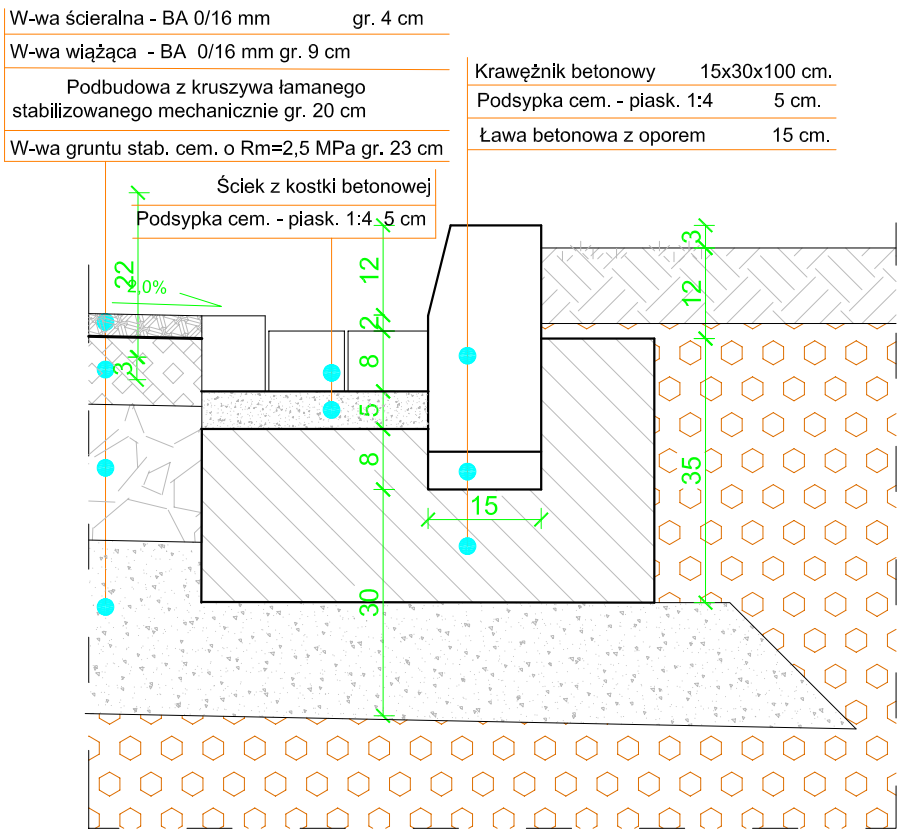 W-wa ścieralna - BA 0/16 mm gr. 4 cm
W-wa wiążąca - BA 0/16 mm gr. 9 cm
Podbudowa z kruszywa łamanego
stabilizowanego mechanicznie gr. 20 cm
W-wa gruntu stab. cem. o Rm=2,5 MPa gr. 23 cm
Krawężnik betonowy 15x30x100 cm.
Podsypka cem. - piask. 1:4 5 cm.
Ława betonowa z oporem 15 cm.
Ściek z kostki betonowej
Podsypka cem. - piask. 1:4 5 cm
22
2,0%
3
12
2
8
5
8
30
15
3
12
35